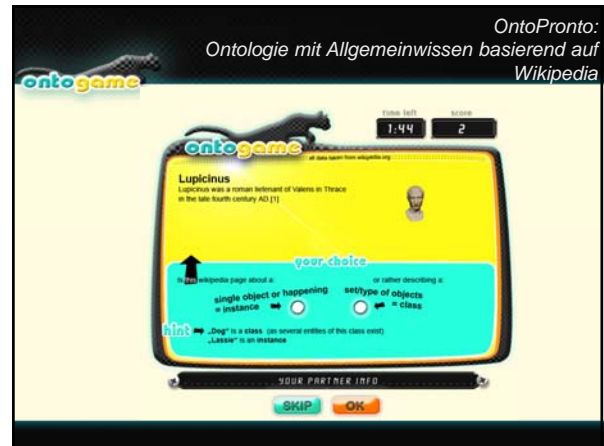 OntoPronto:
Ontologie mit Allgemeinwissen basierend auf
Wikipedia
ontogame
time left
score
1:44
2
ontogame
all data taken from wikipedia.org
Lupicinus
Lupicinus was a roman lietenant of Valens in Thrace
in the late fourth century AD.[1]
your choice
Is this wikipedia page about a:
or rather describing a:
single object or happening
= instance
set/type of objects
= class
hint
„Dog" is a class (as several entities of this class exist)
„Lassie" is an instance
YOUR PARTNER INFO
SKIP
OK